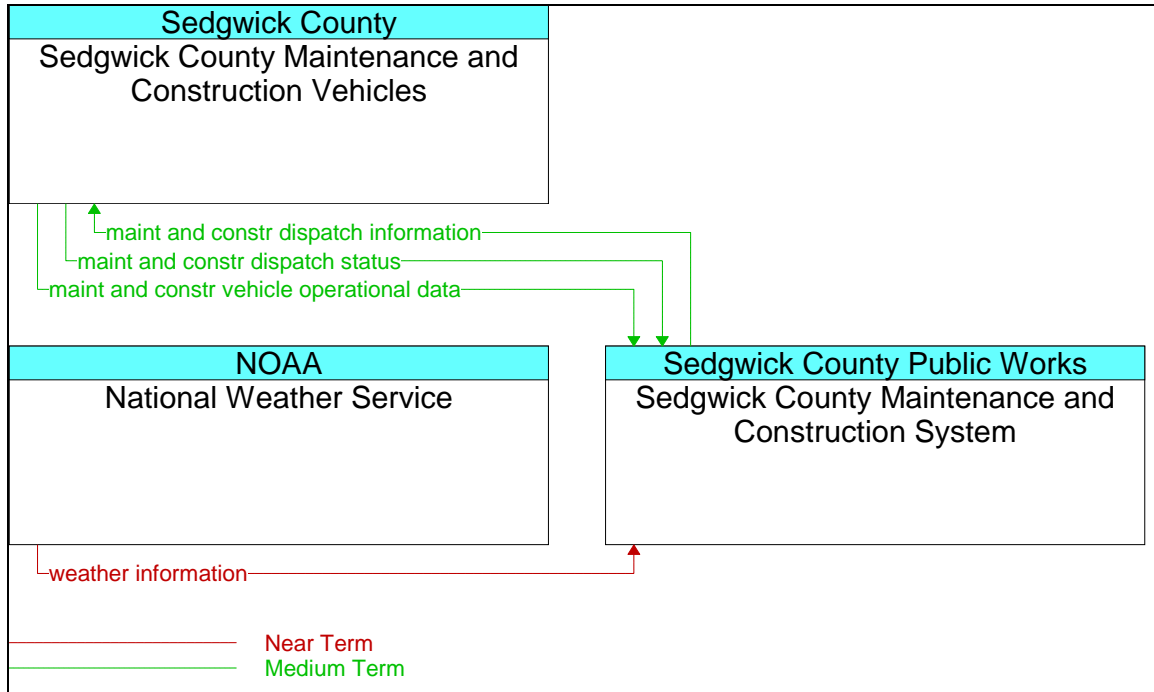 Sedgwick County
Sedgwick County Maintenance and
Construction Vehicles
maint and constr dispatch information
maint and constr dispatch status
maint and constr vehicle operational data
NOAA
National Weather Service
Sedgwick County Public Works
Sedgwick County Maintenance and
Construction System
weather information
Near Term
Medium Term